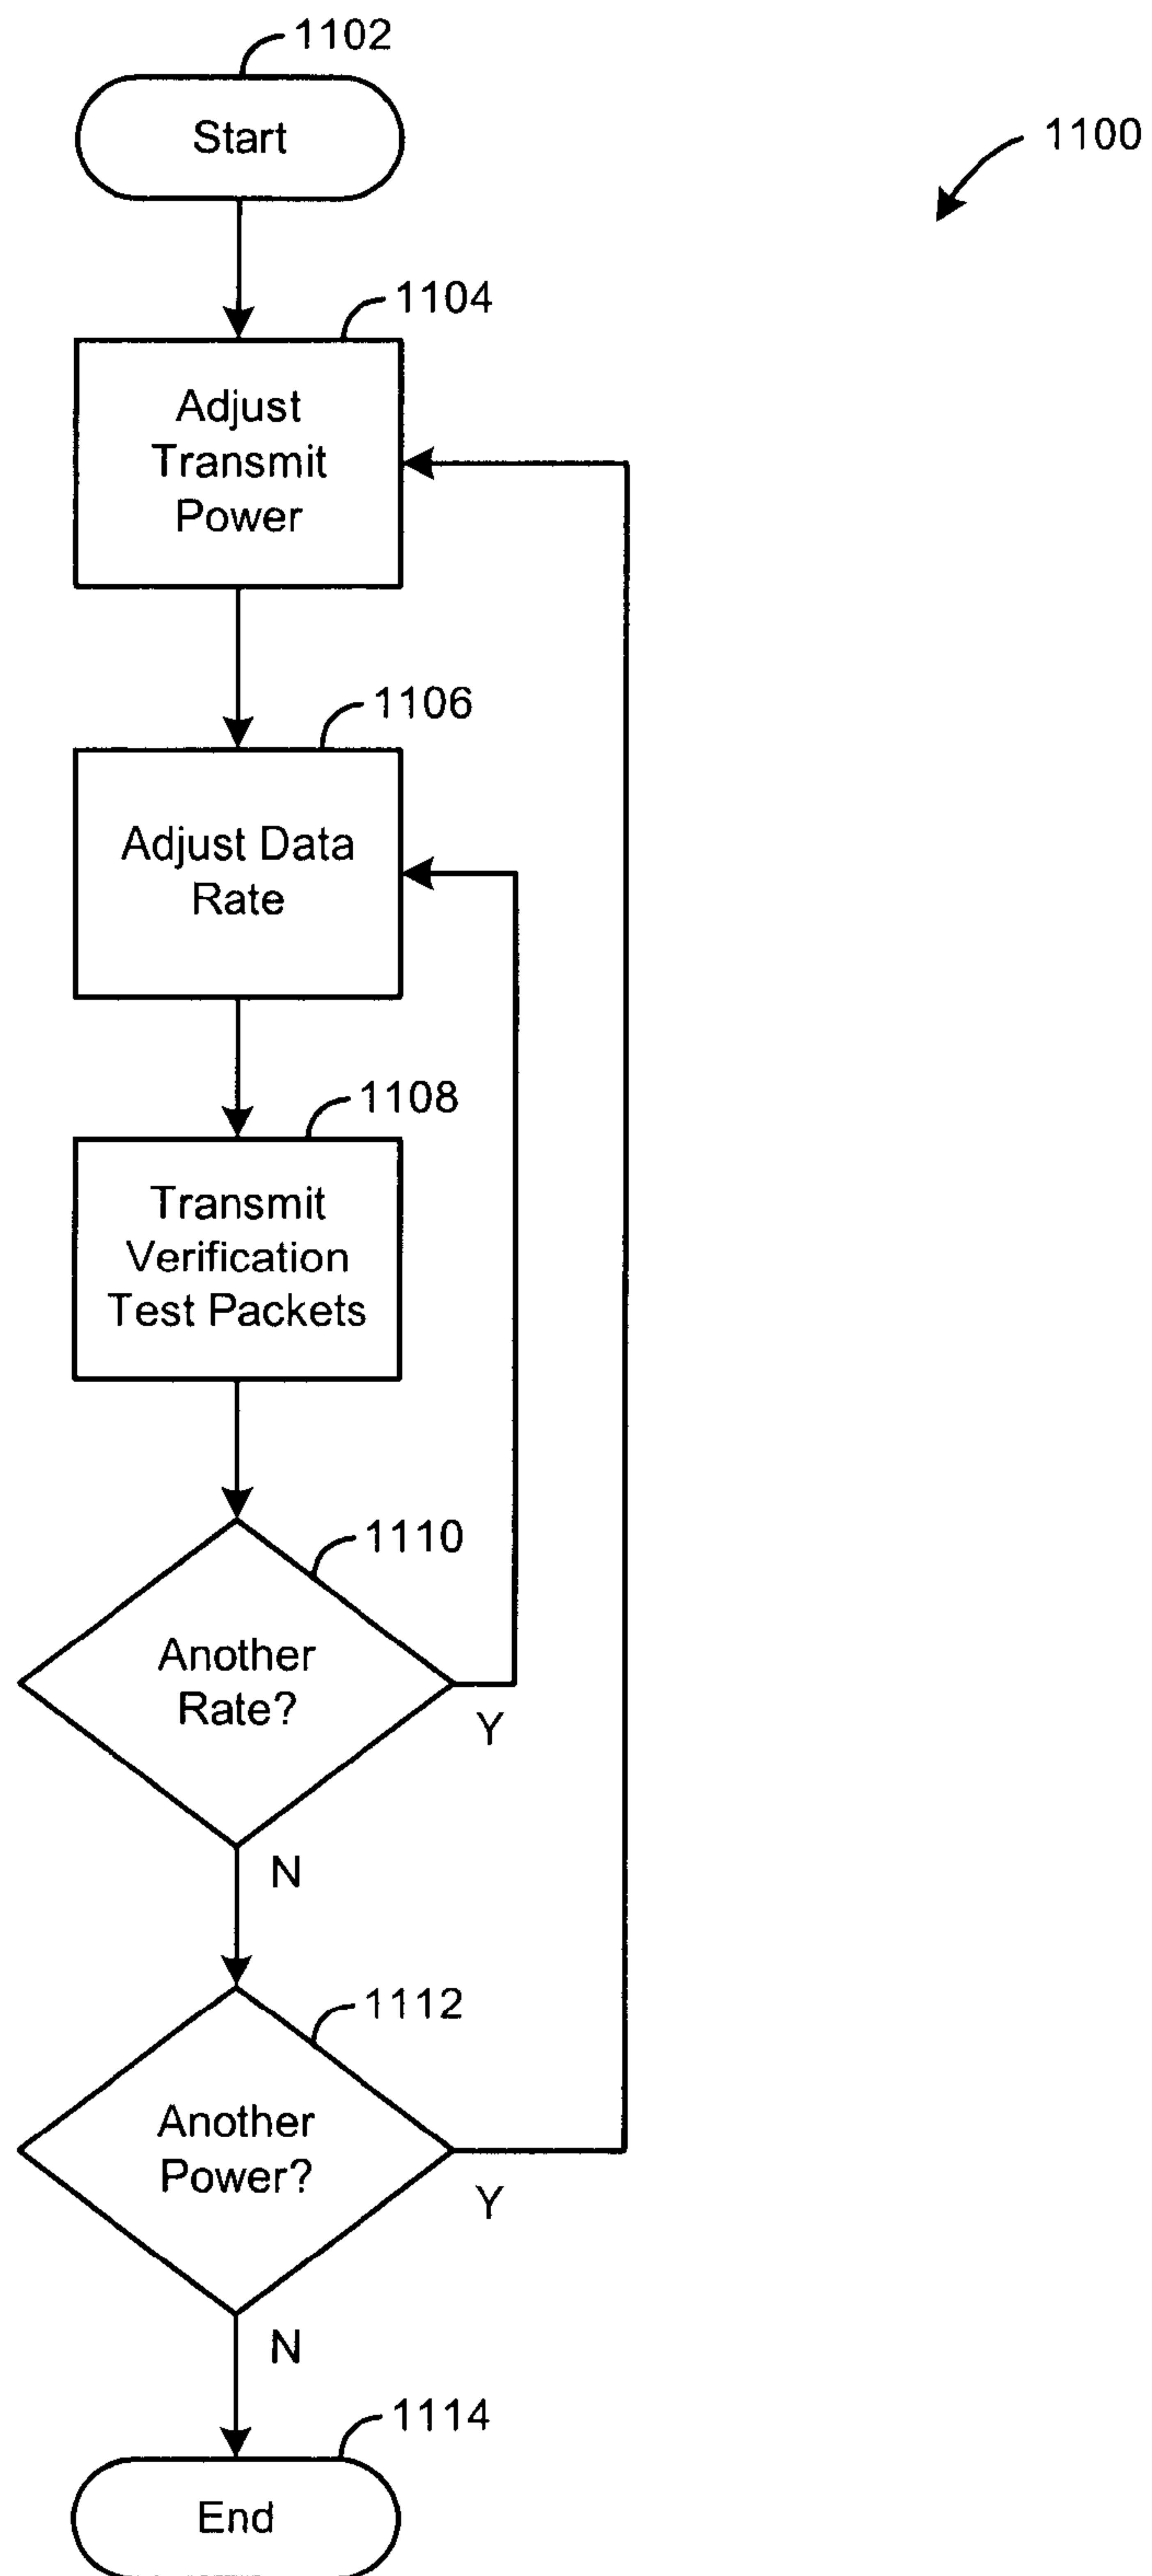 1102
Start
1100
1104
Adjust
Transmit
Power
1106
Adjust Data
Rate
1108
Transmit
Verification
Test Packets
1110
Another
Rate?
Y
N
1112
Another
Power?
Y
N
1114
End